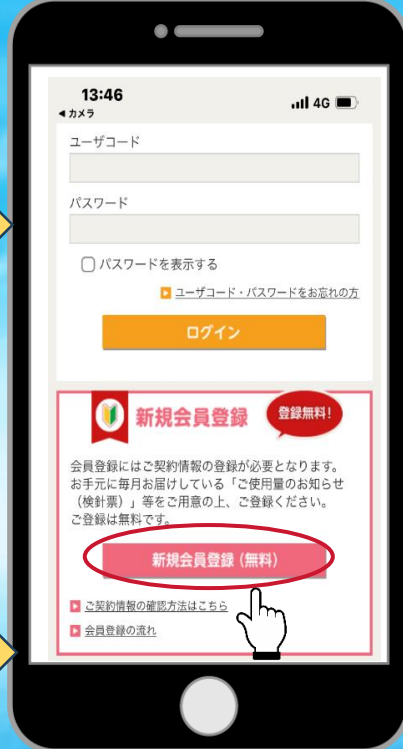 13:46
4G
◀ カメラ
ユーザコード
パスワード
パスワードを表示する
ユーザコード・パスワードをお忘れの方
ログイン
新規会員登録
登録無料!
会員登録にはご契約情報の登録が必要となります。
お手元に毎月お届けしている「ご使用量のお知らせ
（検針票）」等をご用意の上、ご登録ください。
ご登録は無料です。
新規会員登録（無料）
ご契約情報の確認方法はこちら
会員登録の流れ